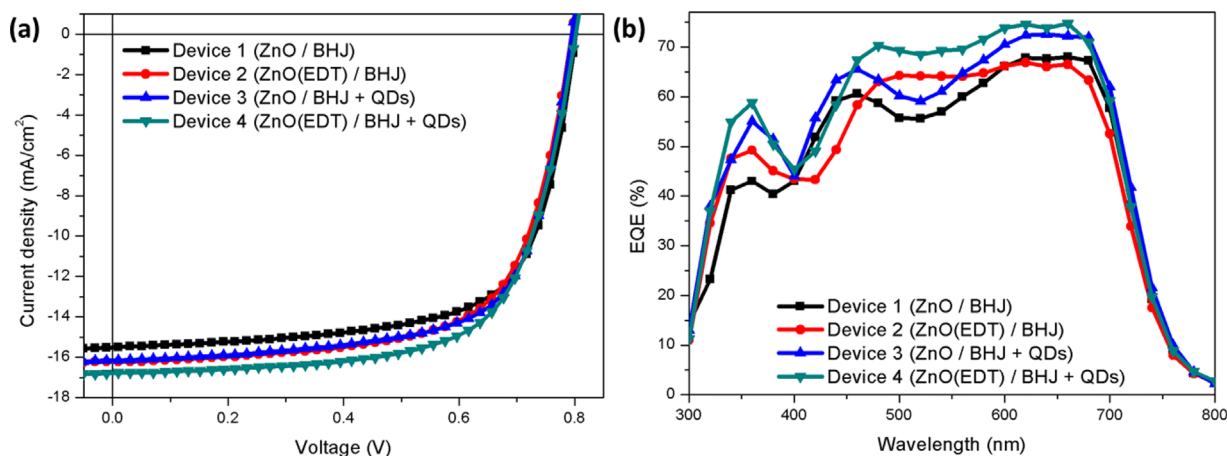 (a)
0
-2
-4
-6
-8
-10
-12
-14
-16
-18
Current density (mA/cm²)
Device 1 (ZnO / BHJ)
Device 2 (ZnO(EDT) / BHJ)
Device 3 (ZnO / BHJ + QDs)
Device 4 (ZnO(EDT) / BHJ + QDs)
0.0 0.2 0.4 0.6 0.8
Voltage (V)
(b)
70
60
50
40
30
20
10
0
EQE (%)
Device 1 (ZnO / BHJ)
Device 2 (ZnO(EDT) / BHJ)
Device 3 (ZnO / BHJ + QDs)
Device 4 (ZnO(EDT) / BHJ + QDs)
300 400 500 600 700 800
Wavelength (nm)